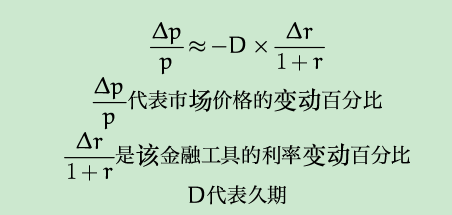 Δp/p ≈ −D × Δr/1+r
Δp/p 代表市场价格的变动百分比
Δr/1+r 是该金融工具的利率变动百分比
D代表久期